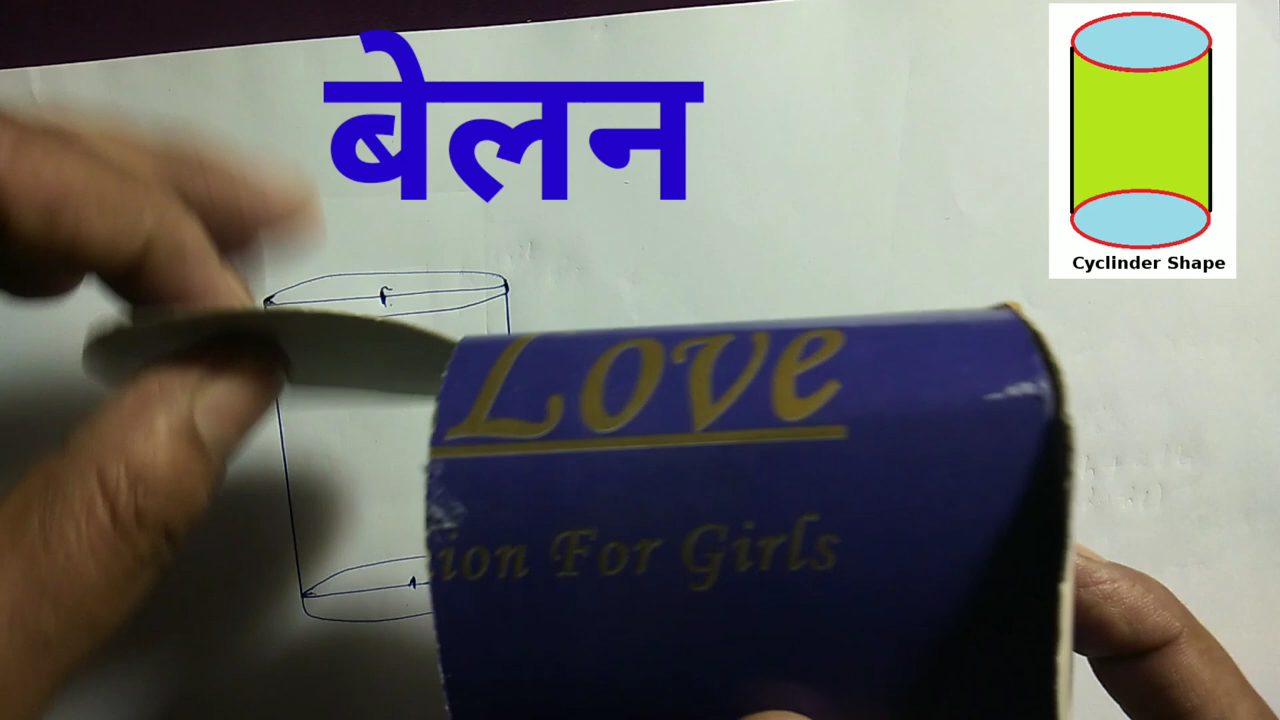 बेलन
Cyclinder Shape
r
Love
ion For Girls